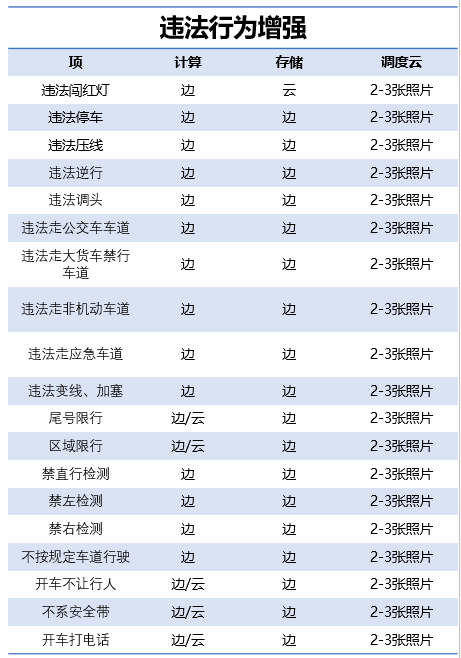 违法行为增强
项 计算 存储 调度云
违法闯红灯 边 云 2-3张照片
违法停车 边 边 2-3张照片
违法压线 边 边 2-3张照片
违法逆行 边 边 2-3张照片
违法调头 边 边 2-3张照片
违法走公交车车道 边 边 2-3张照片
违法走大货车禁行
车道 边 边 2-3张照片
违法走非机动车道 边 边 2-3张照片
违法走应急车道 边 边 2-3张照片
违法变线、加塞 边 边 2-3张照片
尾号限行 边/云 边 2-3张照片
区域限行 边/云 边 2-3张照片
禁直行检测 边 边 2-3张照片
禁左检测 边 边 2-3张照片
禁右检测 边 边 2-3张照片
不按规定车道行驶 边 边 2-3张照片
开车不让行人 边/云 边 2-3张照片
不系安全带 边/云 边 2-3张照片
开车打电话 边/云 边 2-3张照片